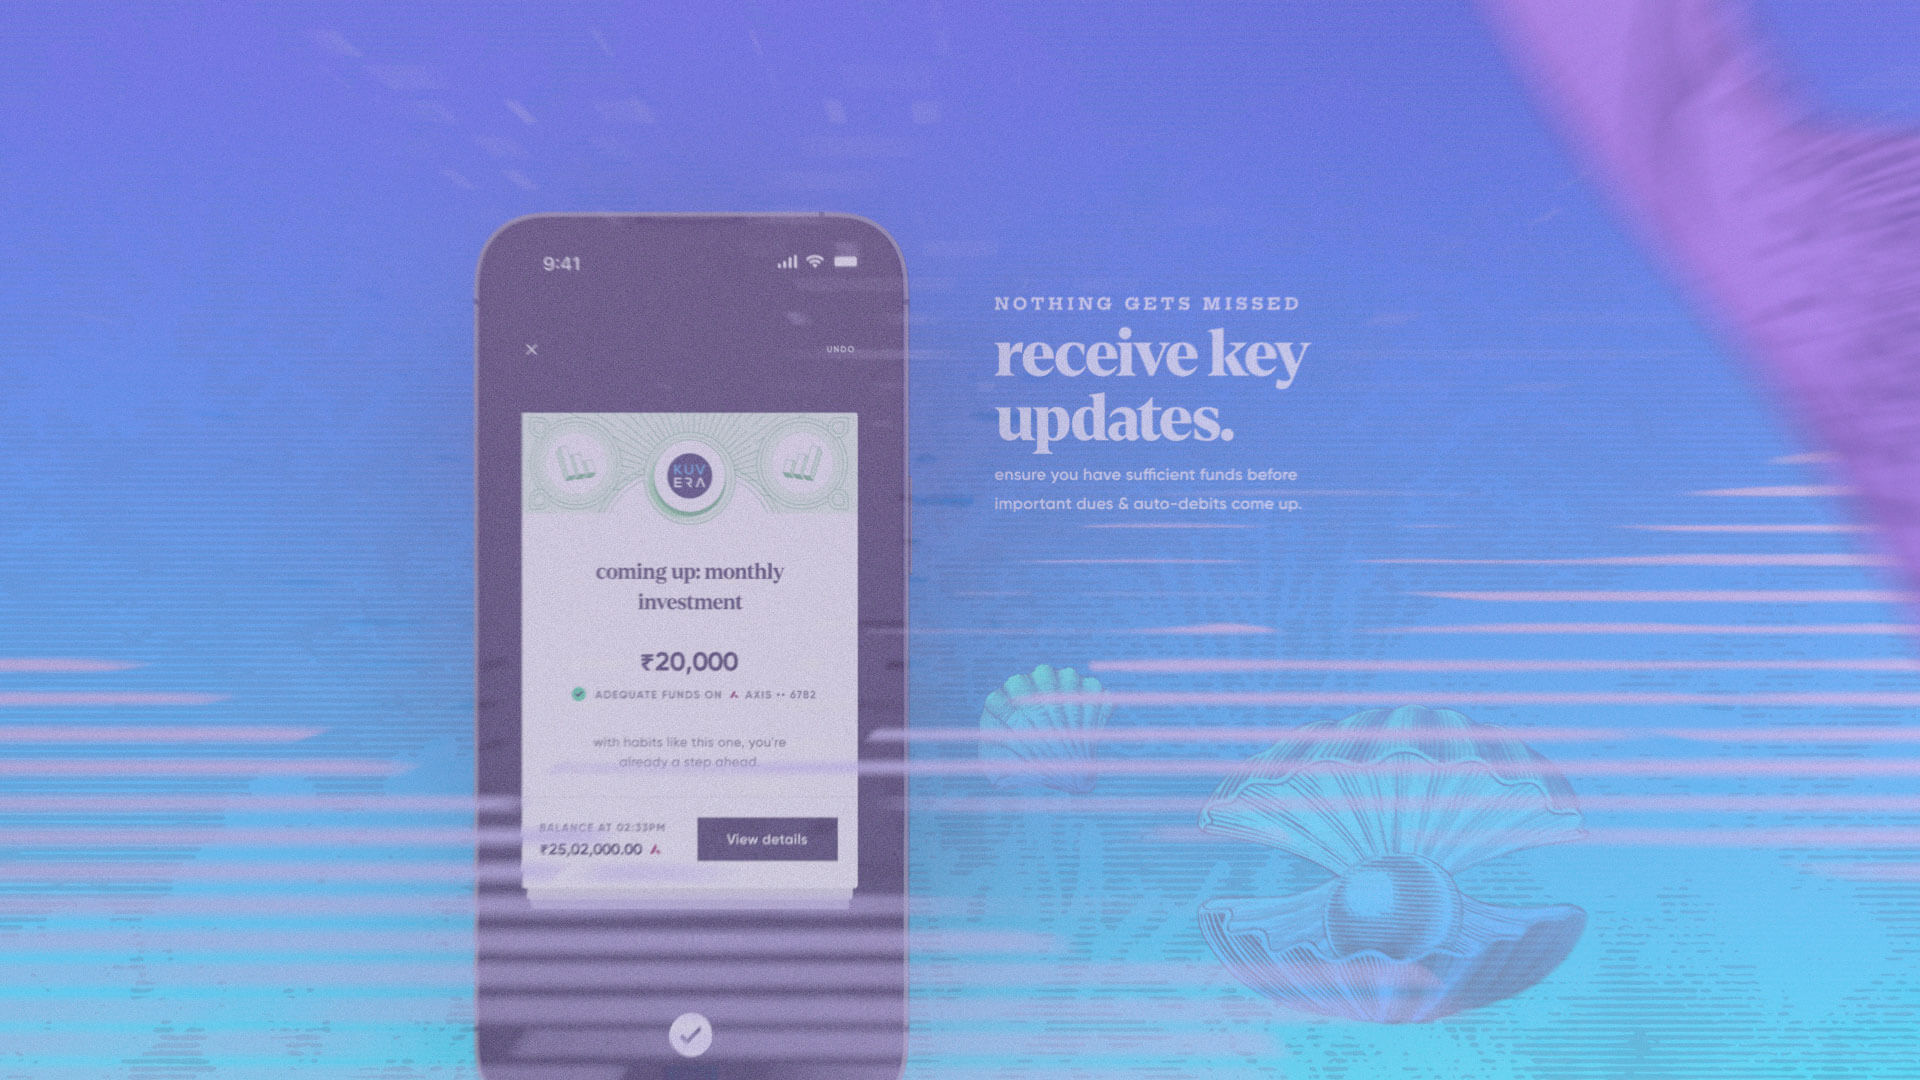 9:41
UNDO
KUV
ERA
coming up: monthly
investment
₹20,000
ADEQUATE FUNDS ON AXIS •• 6782
with habits like this one, you're
already a step ahead.
BALANCE AT 02:33PM
₹25,02,000.00
View details
NOTHING GETS MISSED
receive key
updates.
ensure you have sufficient funds before
important dues & auto-debits come up.